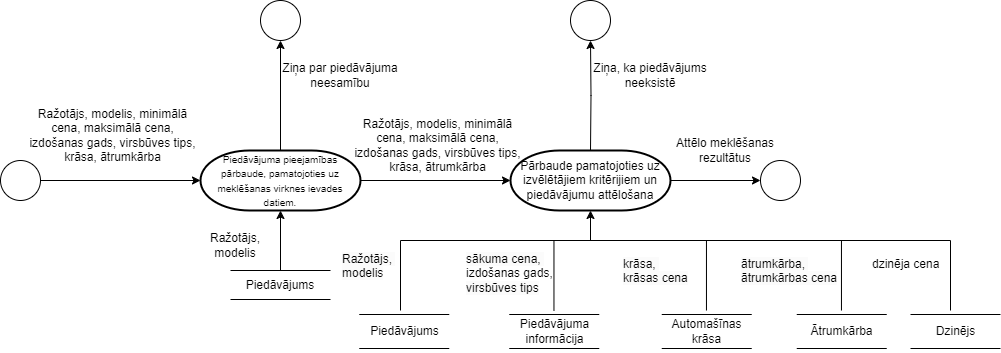 Ziņa par piedāvājuma
neesamību
Ziņa, ka piedāvājums
neeksistē
Ražotājs, modelis, minimālā
cena, maksimālā cena,
izdošanas gads, virsbūves tips,
krāsa, ātrumkārba
Piedāvājuma pieejamības
pārbaude, pamatojoties uz
meklēšanas virknes ievades
datiem.
Ražotājs, modelis, minimālā
cena, maksimālā cena,
izdošanas gads, virsbūves tips,
krāsa, ātrumkārba
Pārbaude pamatojoties uz
izvēlētājiem kritērijiem un
piedāvājumu attēlošana
Attēlo meklēšanas
rezultātus
Ražotājs,
modelis
Piedāvājums
Ražotājs,
modelis
sākuma cena,
izdošanas gads,
virsbūves tips
krāsa,
krāsas cena
ātrumkārba,
ātrumkārbas cena
dzinēja cena
Piedāvājums
Piedāvājuma
informācija
Automašīnas
krāsa
Ātrumkārba
Dzinējs